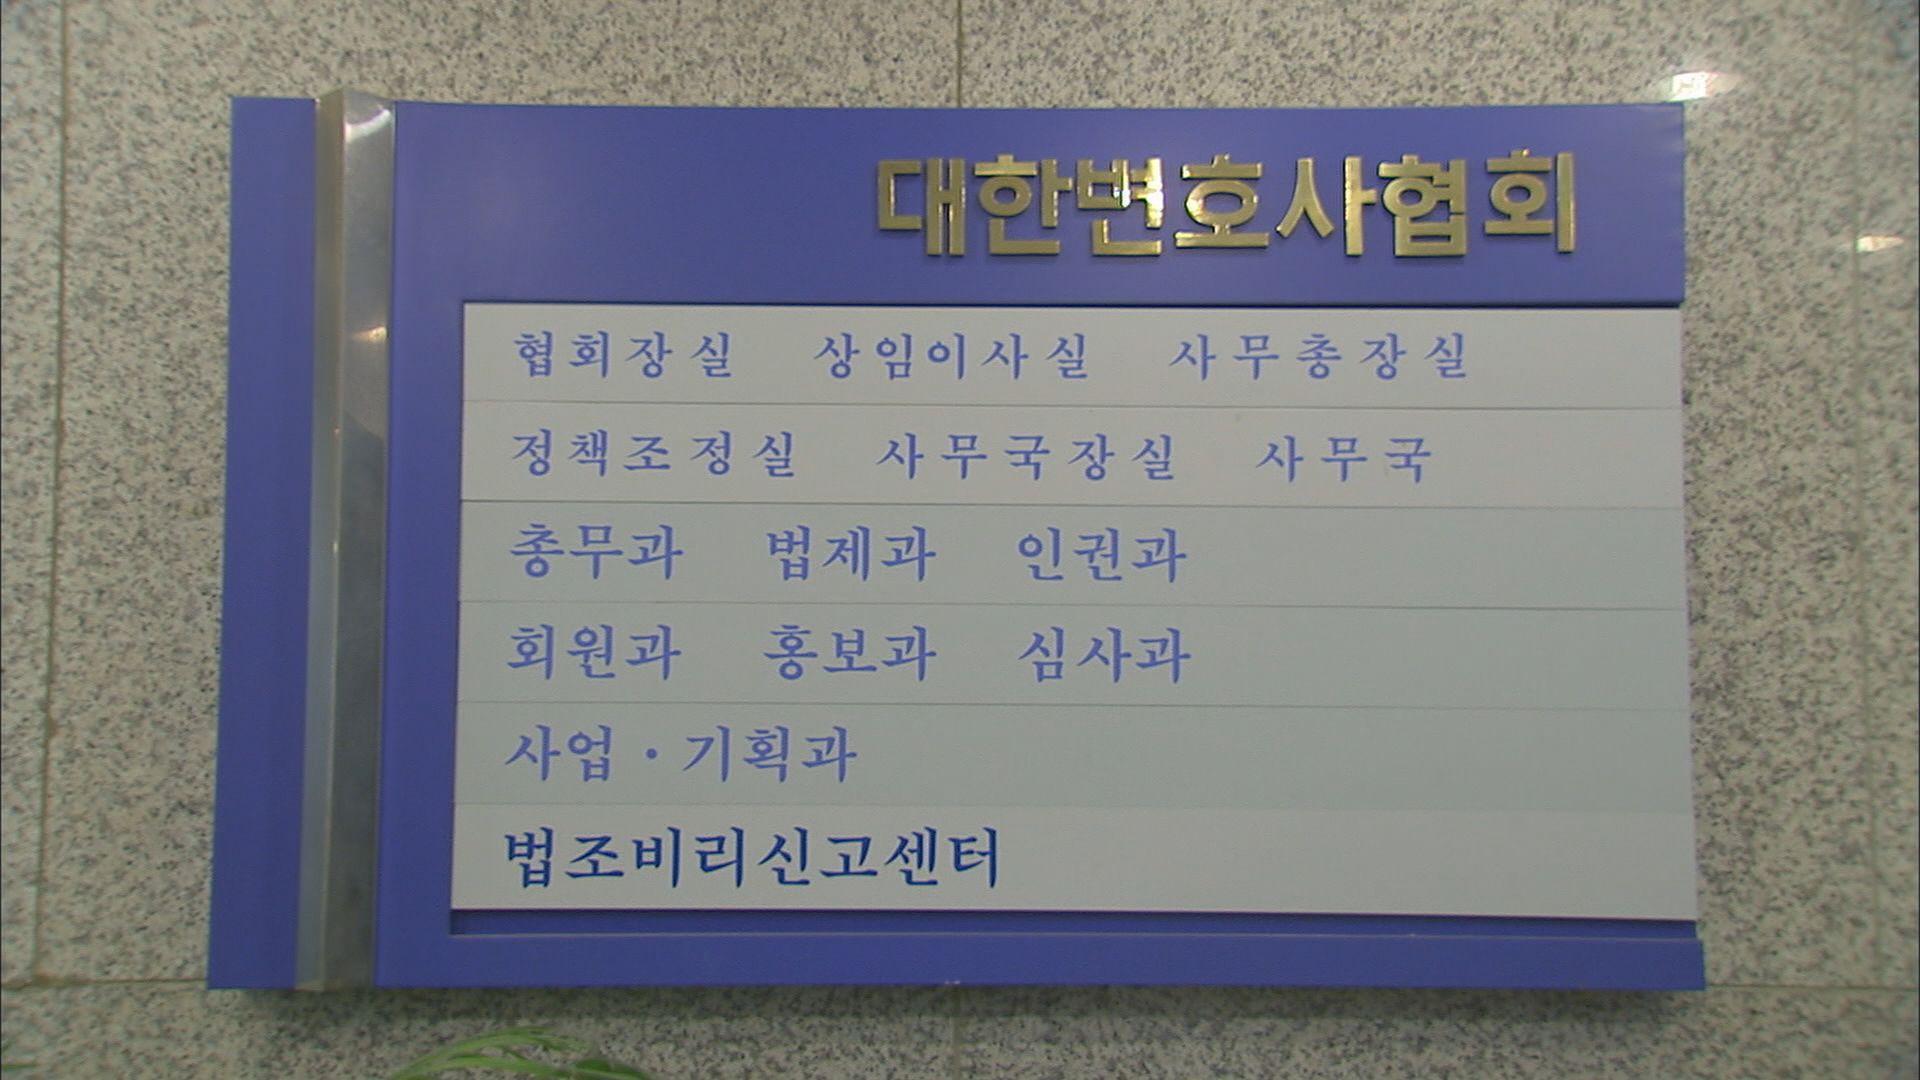 대한변호사협회
협회장실 상임이사실 사무총장실
정책조정실 사무국장실 사무국
총무과 법제과 인권과
회원과 홍보과 심사과
사업·기획과
법조비리신고센터